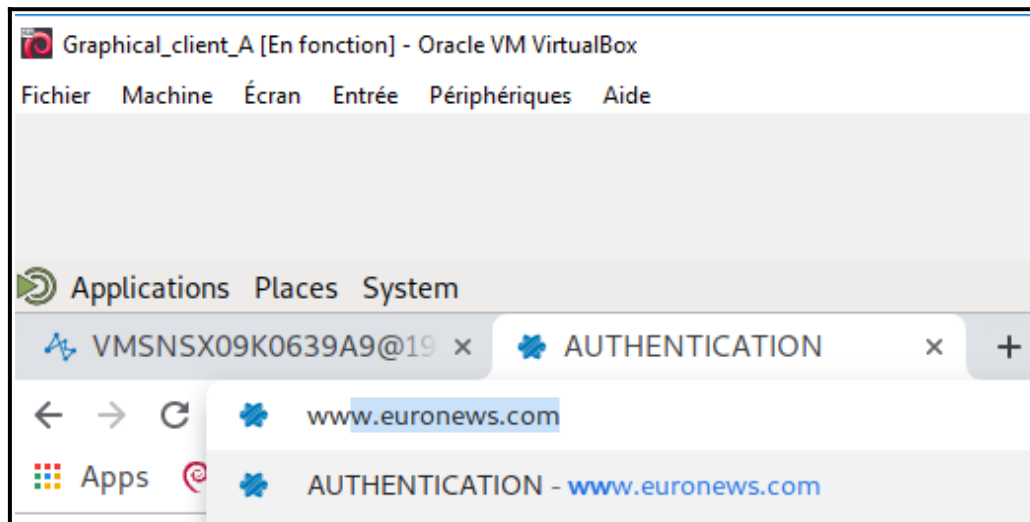 Graphical_client_A [En fonction] - Oracle VM VirtualBox
Fichier Machine Écran Entrée Périphériques Aide
Applications Places System
VMSNSX09K0639A9@19 × AUTHENTICATION × +
www.euronews.com
Apps AUTHENTICATION - www.euronews.com